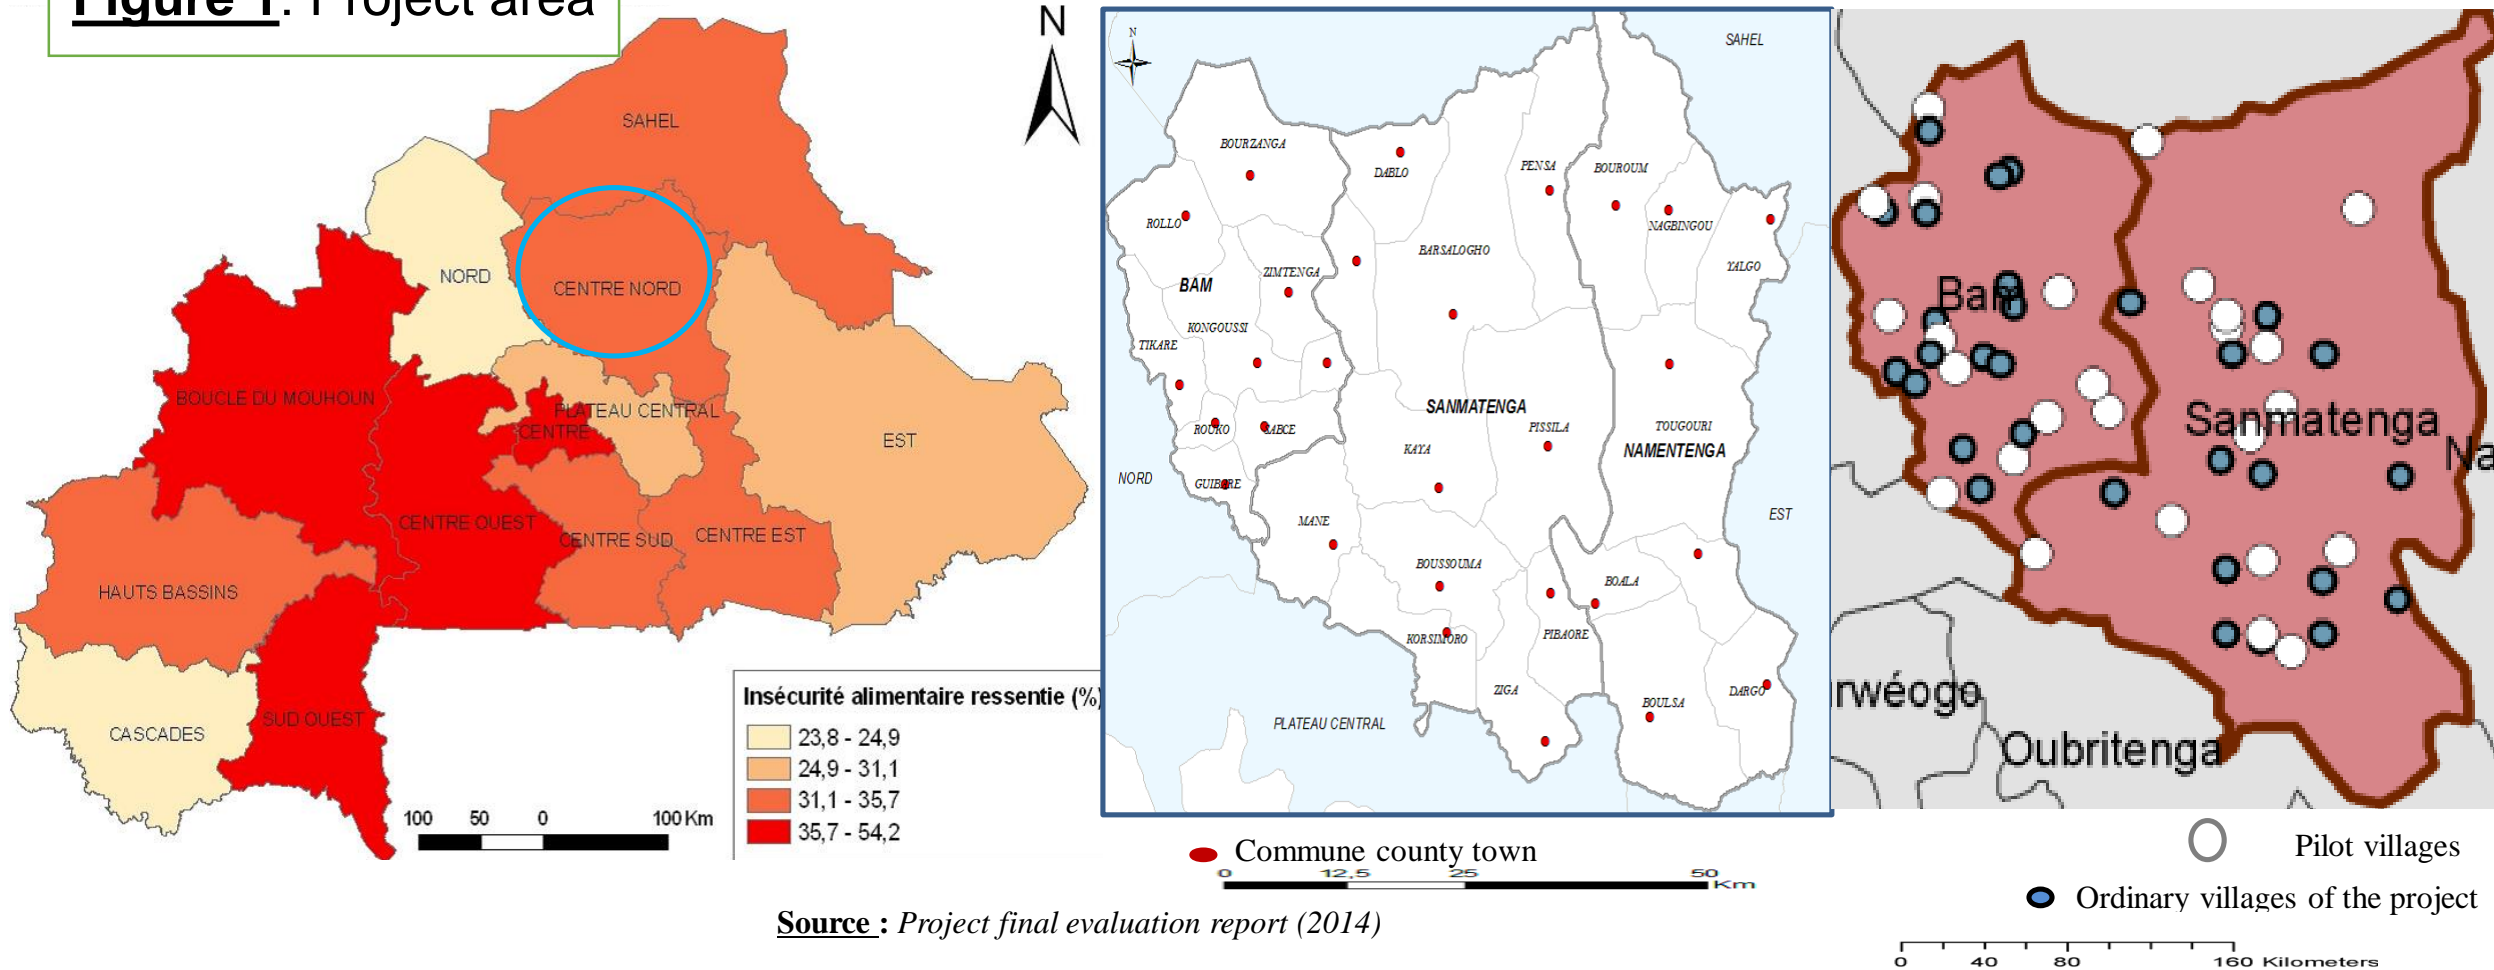 Figure 1: Project area
N
SAHEL
NORD
CENTRE NORD
BOUCLE DU MOUHOUN
PLATEAU CENTRAL
CENTRE
EST
CENTRE OUEST
CENTRE SUD
CENTRE EST
HAUTS BASSINS
CASCADES
SUD OUEST
Insécurité alimentaire ressentie (%)
23,8 - 24,9
24,9 - 31,1
31,1 - 35,7
35,7 - 54,2
100 50 0 100 Km
N
SAHEL
BOURZANGA
DABLO
PENSA
BOUROUM
ROLLO
NAGBINGOU
BARSALOGHO
YALGO
ZIMTENGA
BAM
KONGOUSSI
TIKARE
SANMATENGA
ROUKO
SABCE
PISSILA
TOUGOURI
KAYA
NAMENTENGA
NORD
GUIBARE
MANE
EST
BOUSSOUMA
BOALA
KORSIMORO
PIBAORE
ZIGA
DARGO
BOULSA
PLATEAU CENTRAL
Commune county town
0 12,5 25 50
Km
Bam
Sanmatenga
Na
rwéogo
Oubritenga
Pilot villages
Ordinary villages of the project
0 40 80 160 Kilometers
Source : Project final evaluation report (2014)